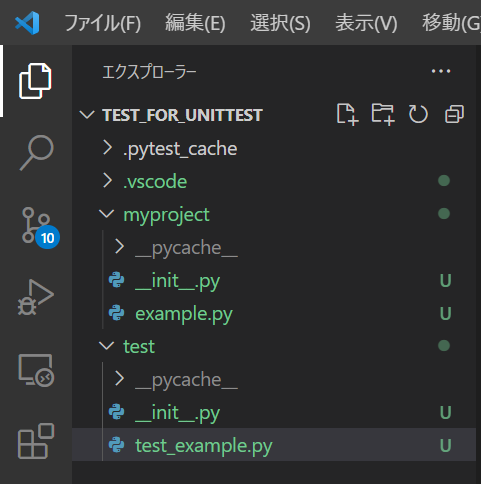 ファイル(F) 編集(E) 選択(S) 表示(V) 移動(G
エクスプローラー ...
TEST_FOR_UNITTEST
.pytest_cache
.vscode
myproject
__pycache__
__init__.py U
example.py U
10
test
__pycache__
__init__.py U
test_example.py U